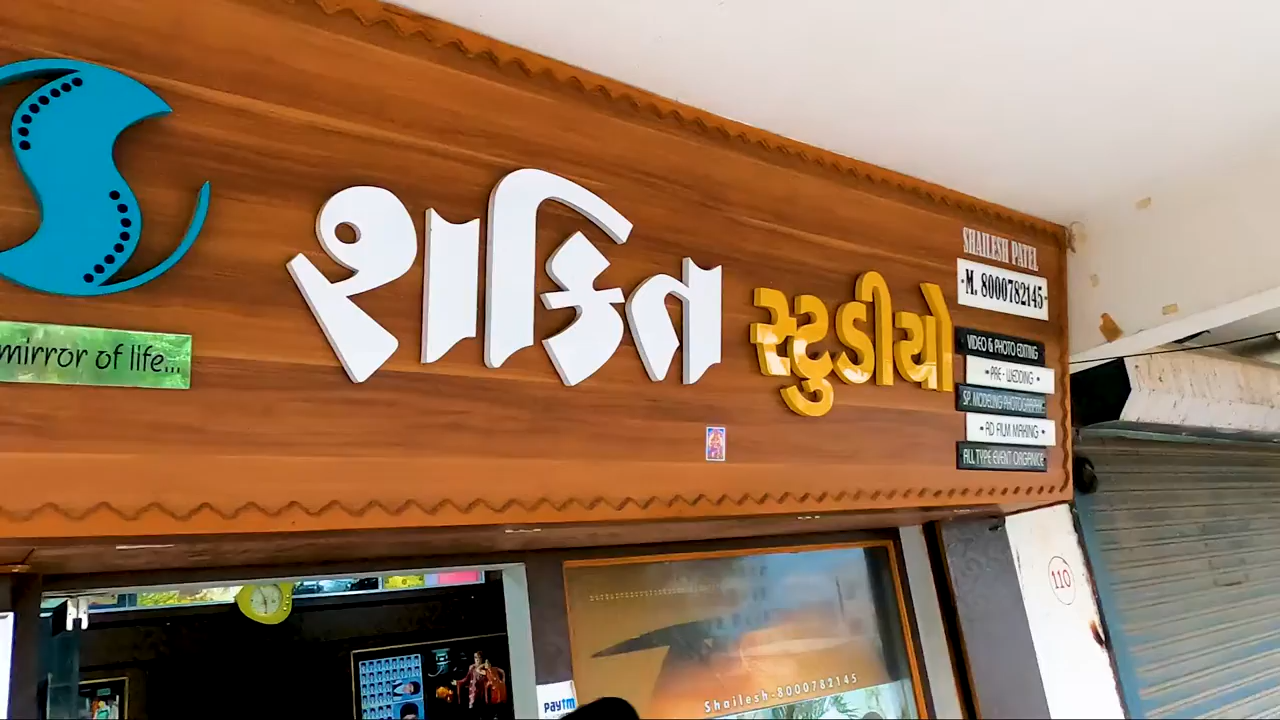 mirror of life...
શક્તિ સ્ટુડીયો
SHAILESH PATEL
M. 8000782145
VIDEO & PHOTO EDITING
PRE-WEDDING
SP. MODELING PHOTOGRAPHY
AD FILM MAKING
ALL TYPE EVENT ORGANICE
110
Shailesh-8000782145
paytm